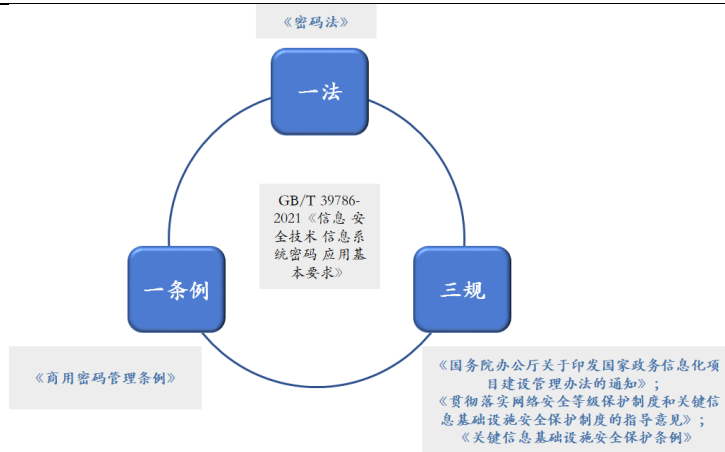 《密码法》
一法
GB/T 39786-
2021《信息 安
全技术 信息系
统密码 应用基
本要求》
一条例
三规
《商用密码管理条例》
《国务院办公厅关于印发国家政务信息化项
目建设管理办法的通知》;
《贯彻落实网络安全等级保护制度和关键信
息基础设施安全保护制度的指导意见》;
《关键信息基础设施安全保护条例》